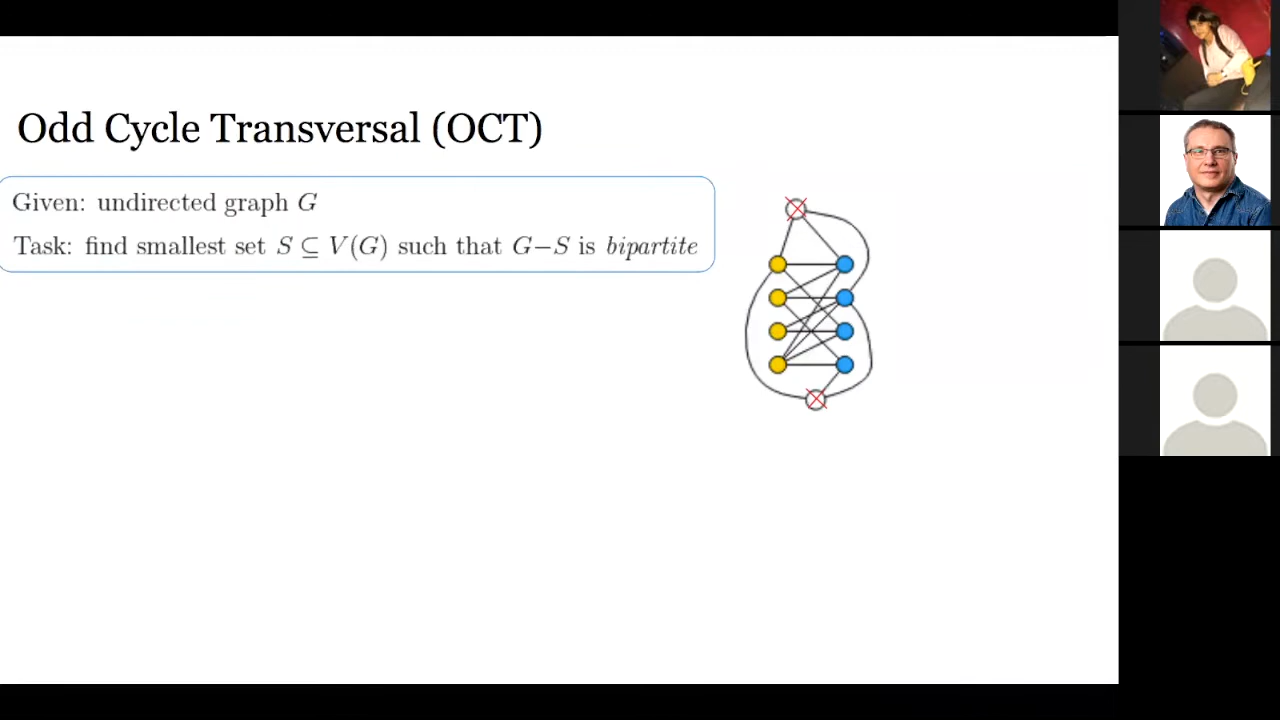 Odd Cycle Transversal (OCT)
Given: undirected graph G
Task: find smallest set S ⊆ V(G) such that G−S is bipartite